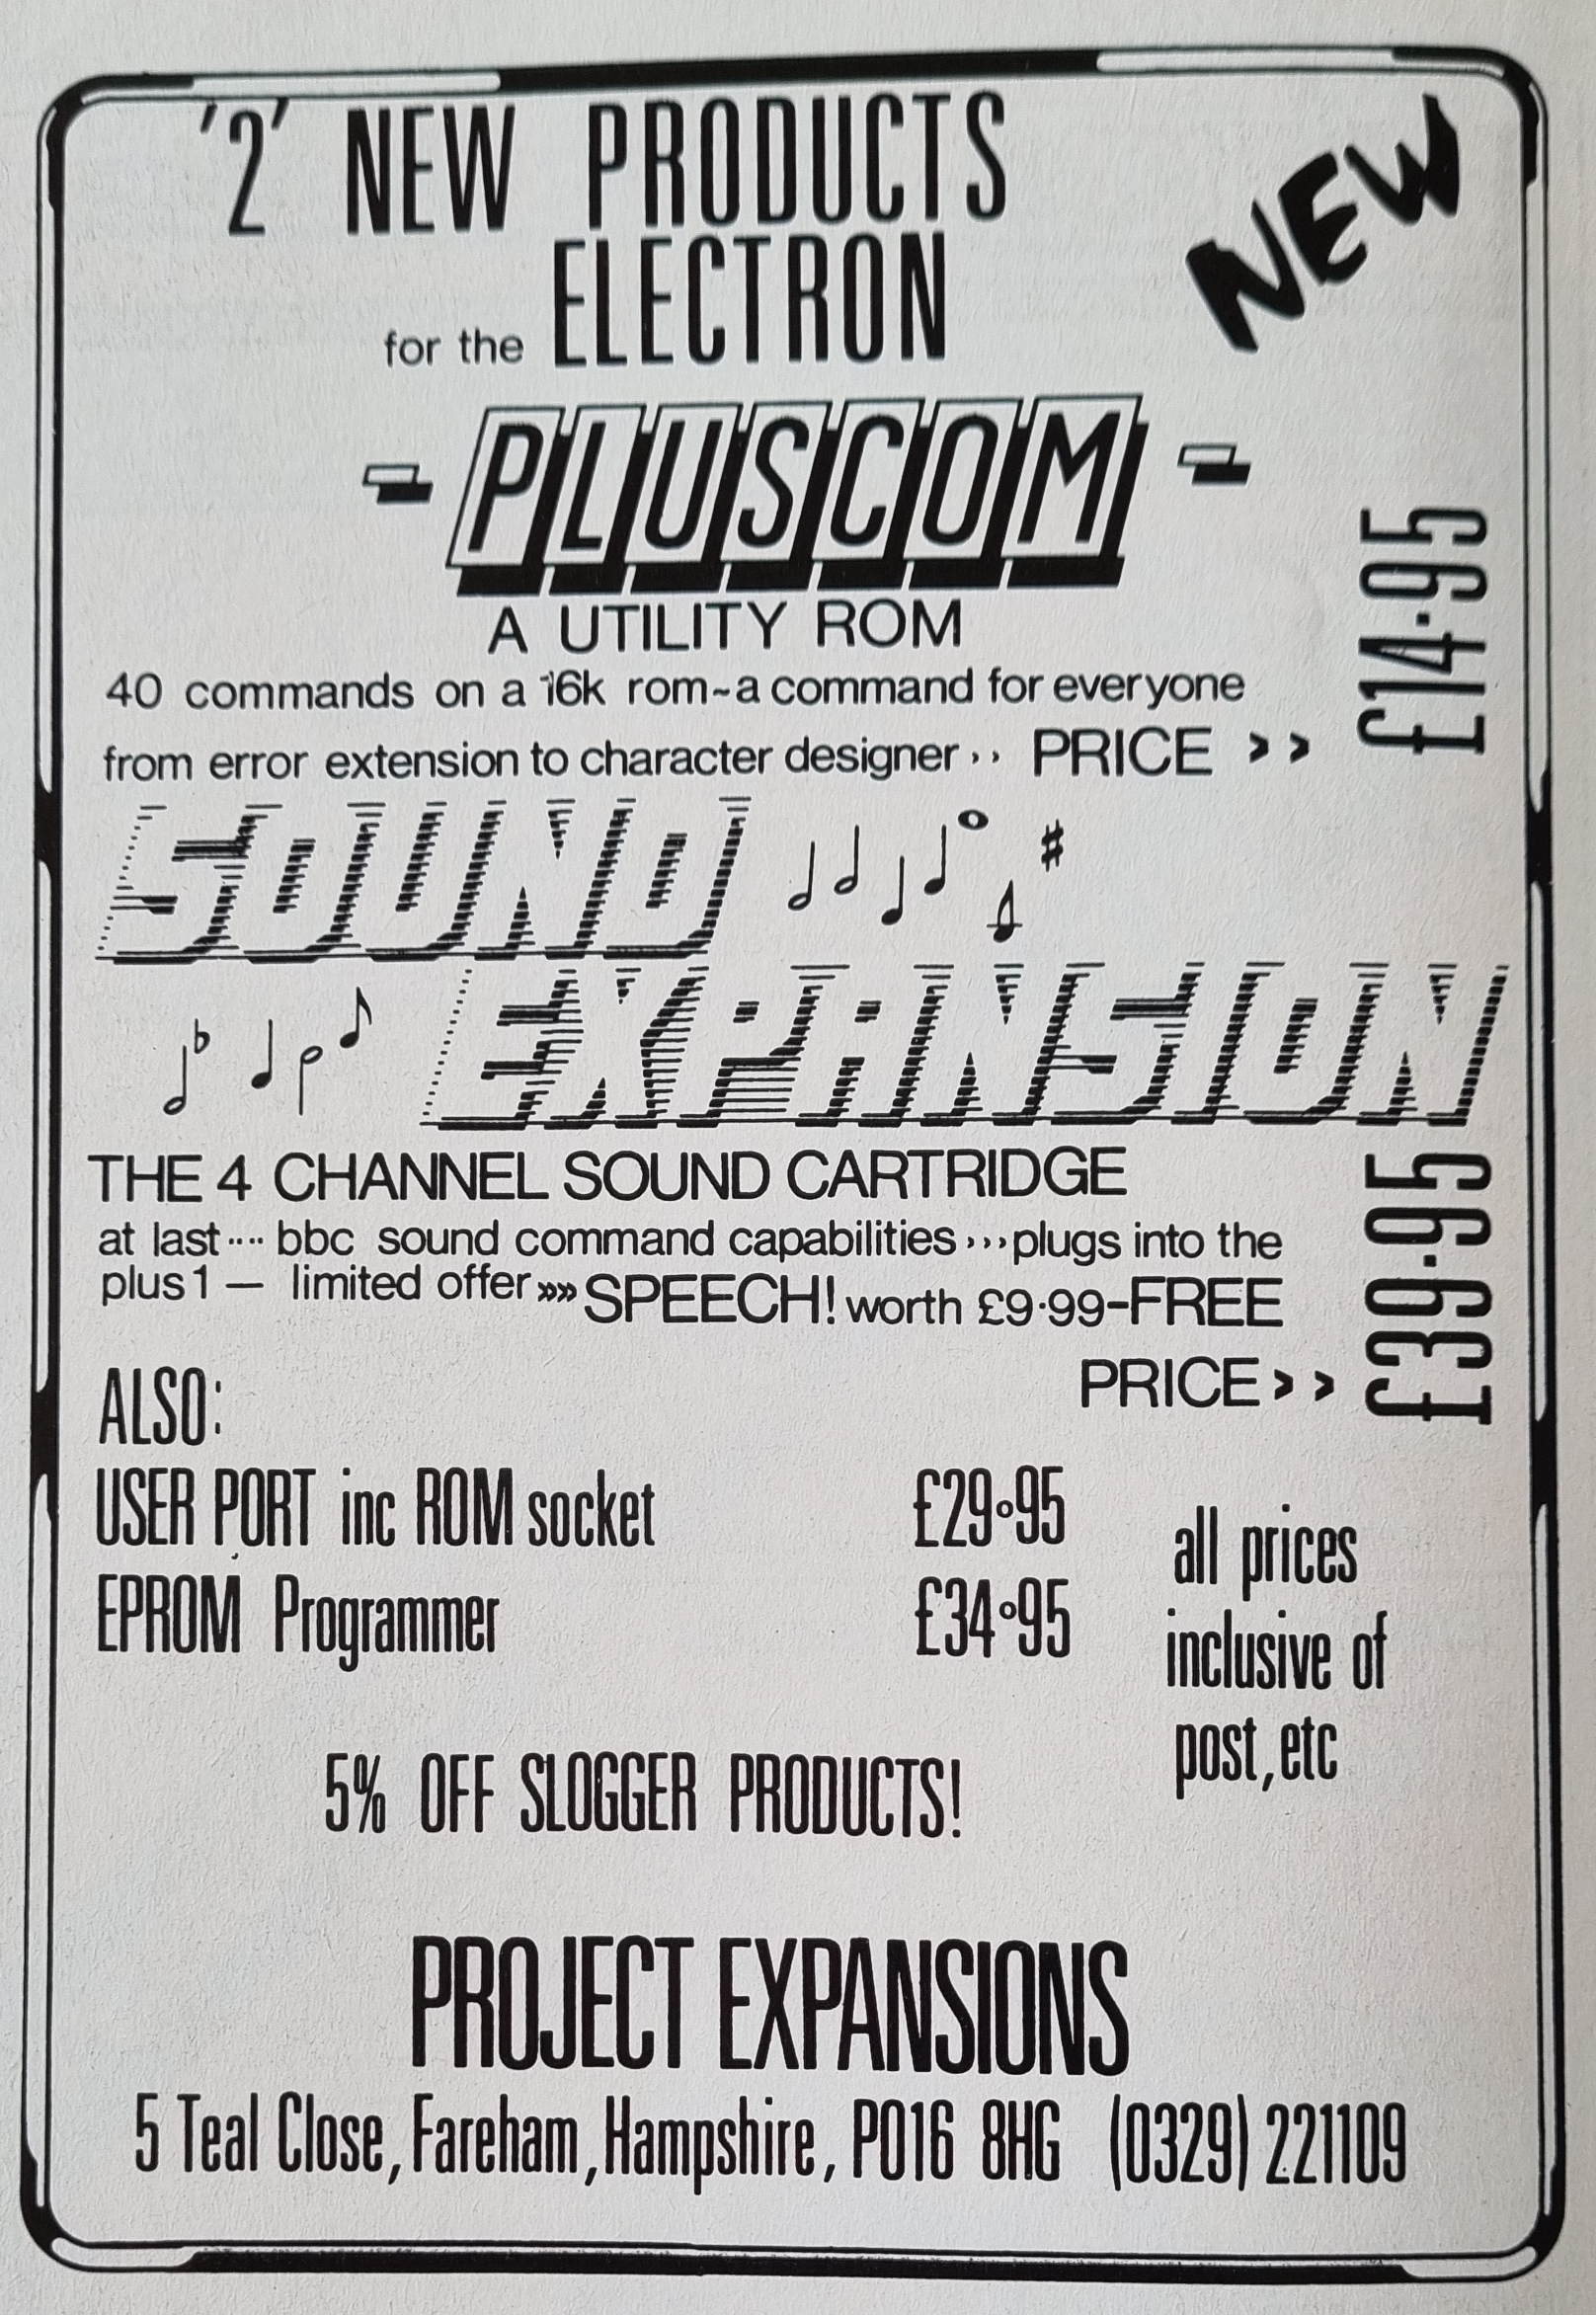 '2' NEW PRODUCTS
for the ELECTRON
NEW
- PLUSCOM -
A UTILITY ROM
40 commands on a 16k rom~a command for everyone
from error extension to character designer ›› PRICE >>
£14·95
SOUND
EXPANSION
THE 4 CHANNEL SOUND CARTRIDGE
at last ···· bbc sound command capabilities ›››plugs into the
plus1 — limited offer »»» SPEECH! worth £9·99-FREE
PRICE >>
£39·95
ALSO:
USER PORT inc ROM socket £29·95
EPROM Programmer £34·95
all prices
inclusive of
post, etc
5% OFF SLOGGER PRODUCTS!
PROJECT EXPANSIONS
5 Teal Close, Fareham, Hampshire, PO16 8HG (0329) 221109